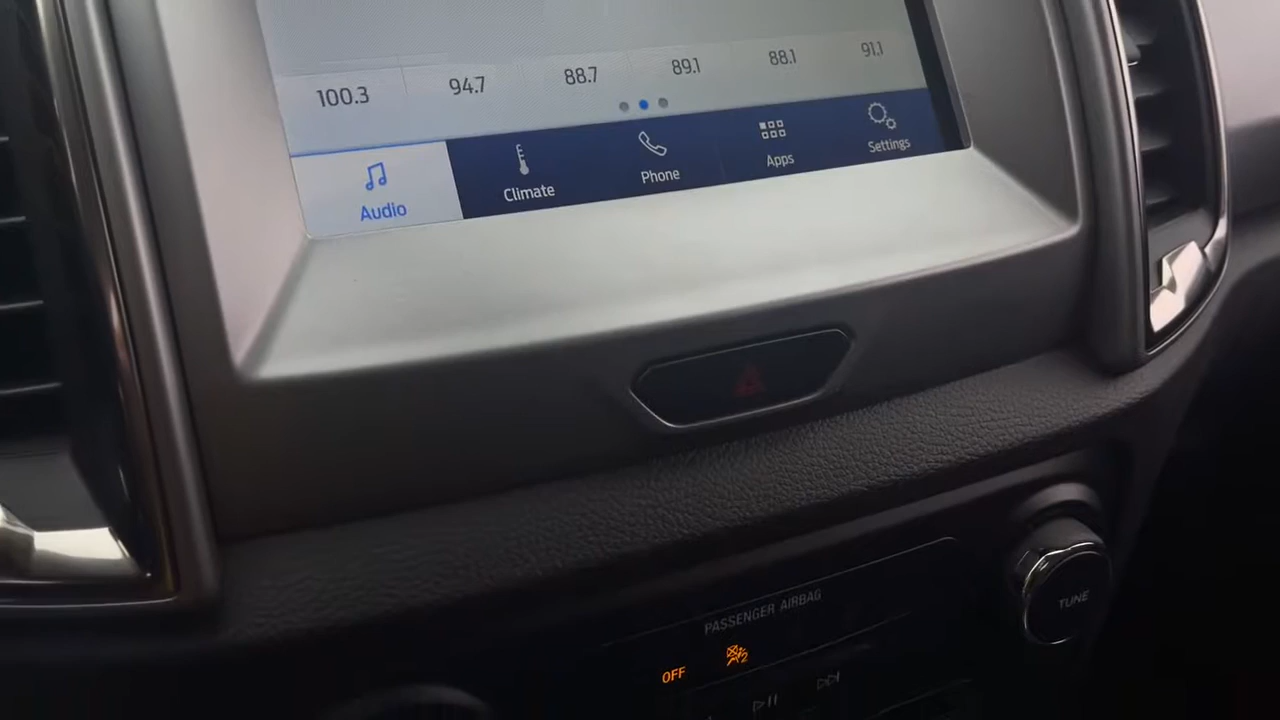 100.3 94.7 88.7 89.1 88.1 91.1
Audio Climate Phone Apps Settings
TUNE
PASSENGER AIRBAG
OFF 2